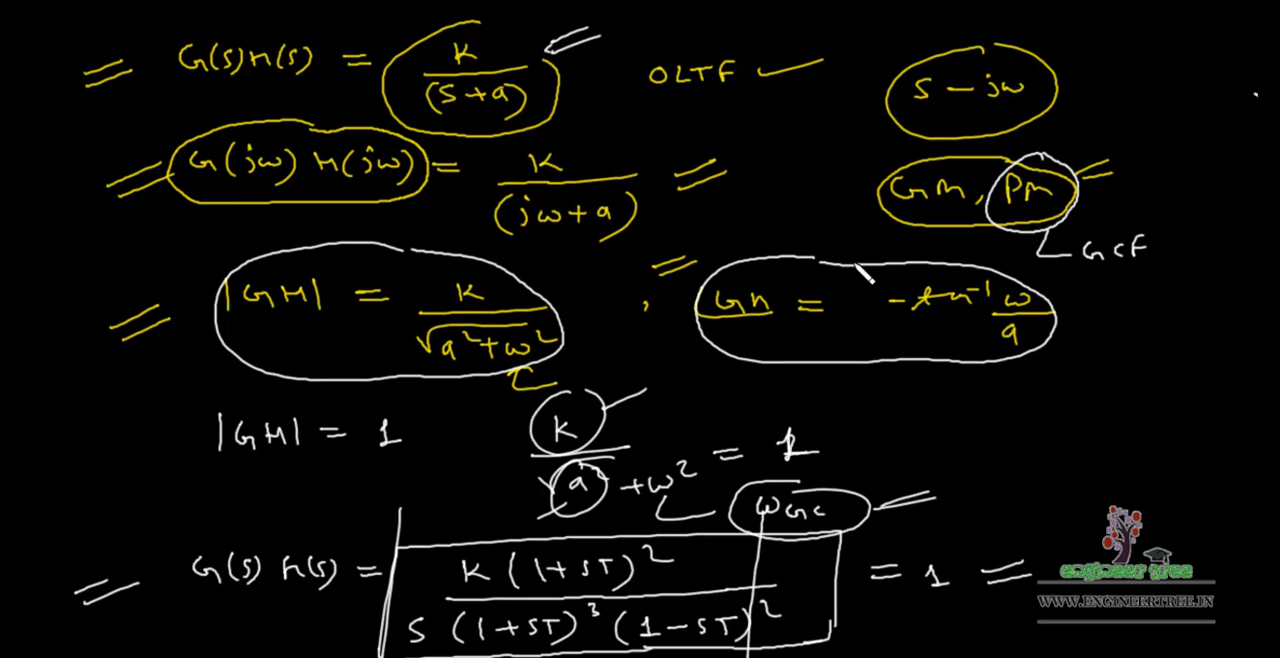 => G(s)H(s) = K/(s+a) OLTF ✓ s – jω
=> G(jω) H(jω) = K/(jω+a) = GM, PM =
GCF
=> |GH| = K/√(a²+ω²) , = GH = -tan⁻¹ ω/a
|GH| = 1 K/√a²+ω² = 1
ωGC
=> G(s) H(s) = K(1+ST)²/S(1+ST)³(1-ST)² = 1 =
engineer tree
WWW.ENGINEERTREE.IN